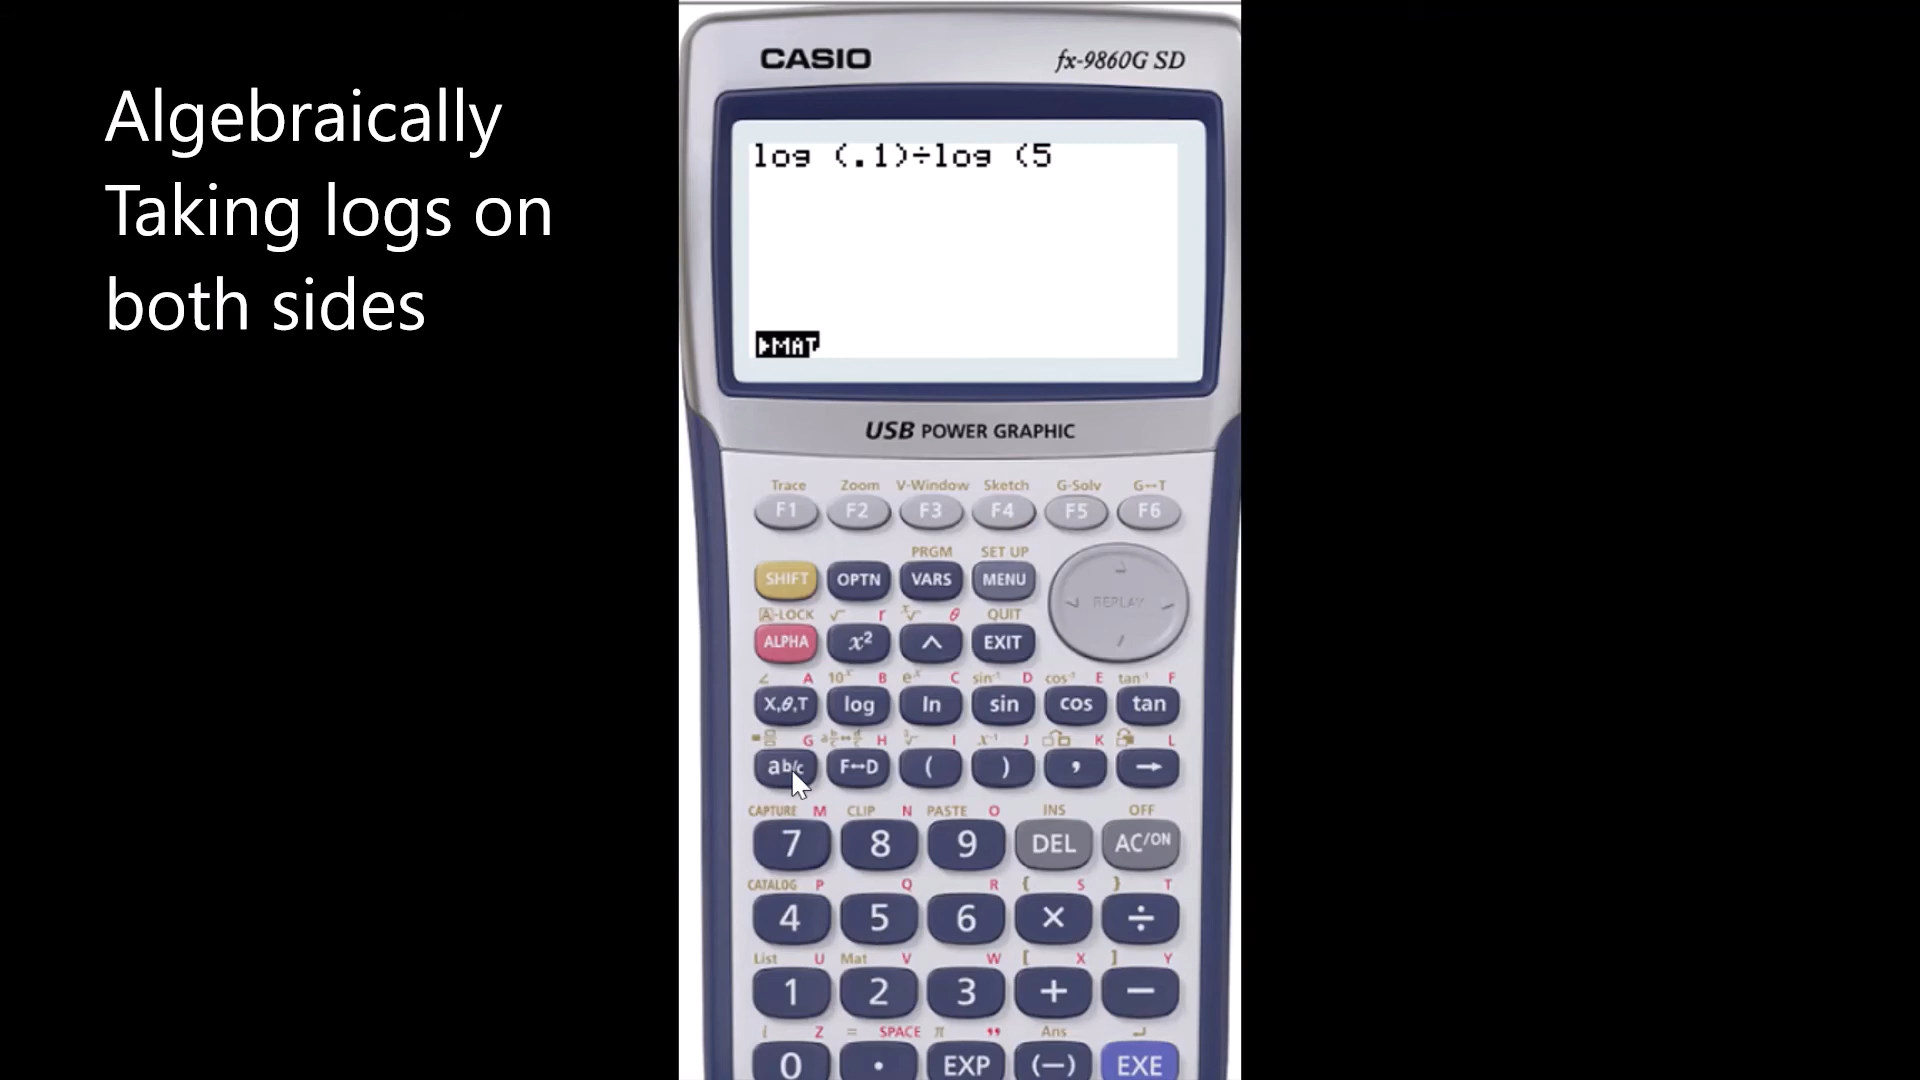 Algebraically
Taking logs on
both sides
CASIO
fx-9860G SD
log (.1)÷log (5
▶MAT
USB POWER GRAPHIC
Trace Zoom V-Window Sketch G-Solv G↔T
F1 F2 F3 F4 F5 F6
PRGM SET UP
SHIFT OPTN VARS MENU
REPLAY
A-LOCK √ r ˣ√ θ QUIT
ALPHA x² ^ EXIT
∠ A 10ˣ B eˣ C sin⁻¹ D cos⁻¹ E tan⁻¹ F
X,θ,T log ln sin cos tan
G H ³√ I x⁻¹ J K L
a b/c F↔D ( ) , →
CAPTURE M CLIP N PASTE O INS OFF
7 8 9 DEL AC/ON
CATALOG P Q R { S } T
4 5 6 × ÷
List U Mat V W [ X ] Y
1 2 3 + −
i Z = SPACE π " Ans ↵
0 . EXP (−) EXE